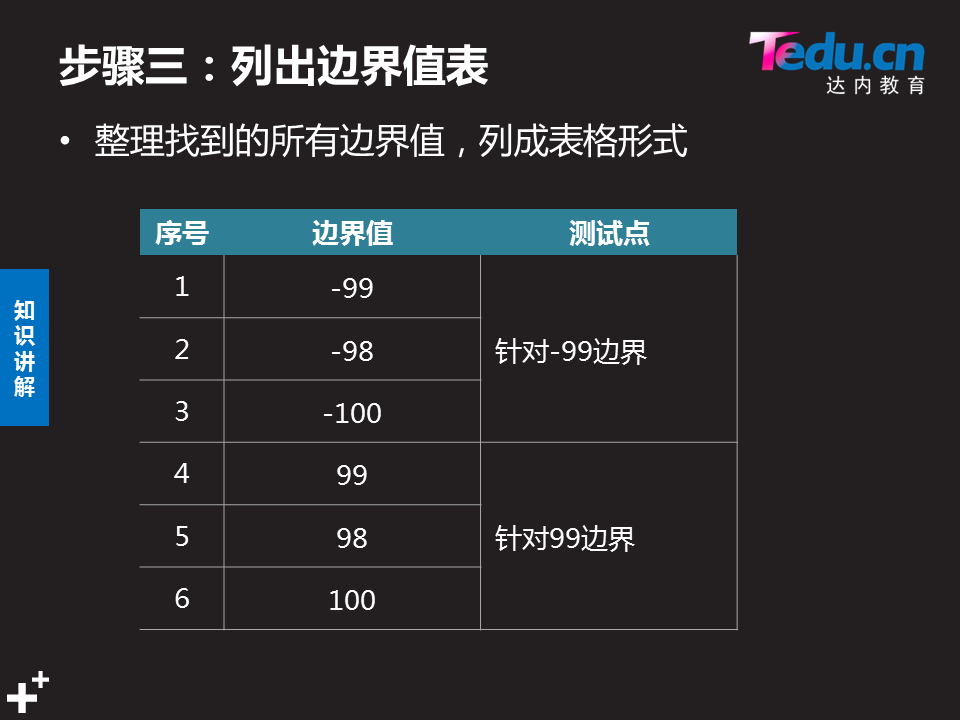 步骤三：列出边界值表
Tedu.cn
达内教育
• 整理找到的所有边界值，列成表格形式
序号 边界值 测试点
1 -99
2 -98 针对-99边界
3 -100
4 99
5 98 针对99边界
6 100
知识讲解